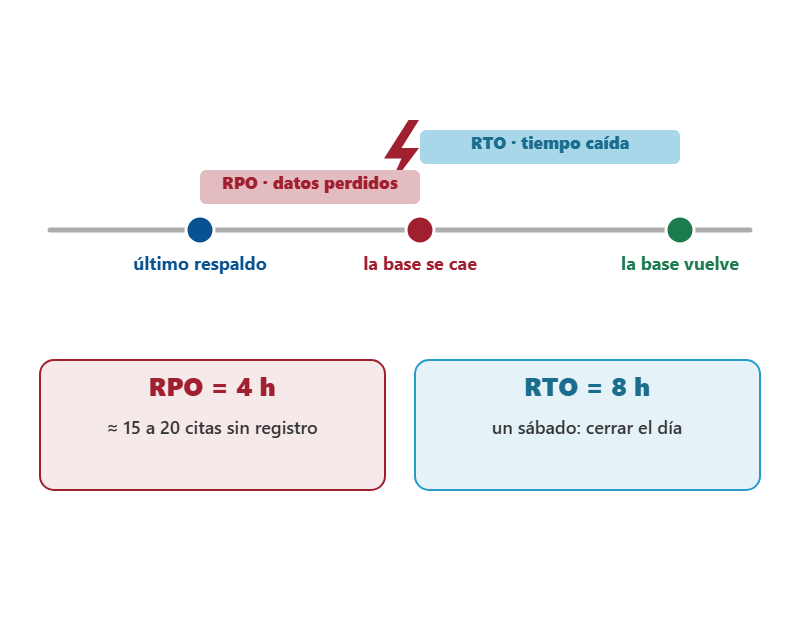 RTO · tiempo caída
RPO · datos perdidos
último respaldo
la base se cae
la base vuelve
RPO = 4 h
≈ 15 a 20 citas sin registro
RTO = 8 h
un sábado: cerrar el día